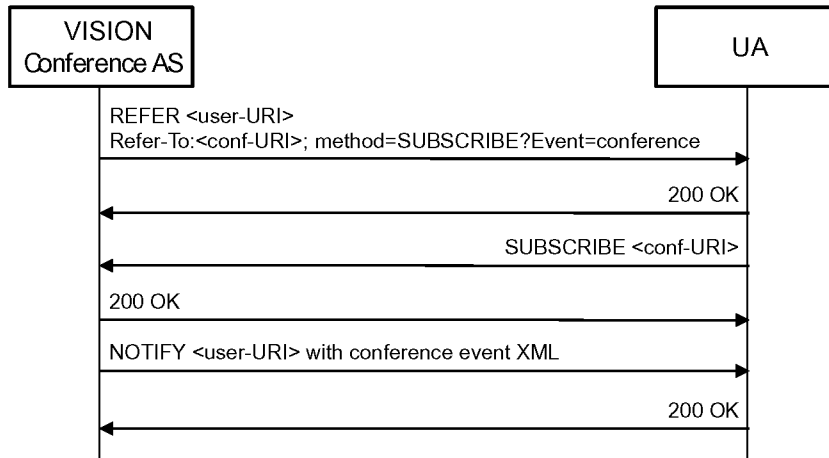 VISION
Conference AS
UA
REFER <user-URI>
Refer-To:<conf-URI>; method=SUBSCRIBE?Event=conference
200 OK
SUBSCRIBE <conf-URI>
200 OK
NOTIFY <user-URI> with conference event XML
200 OK